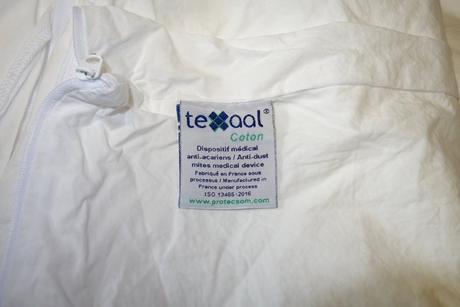 texaal®
Coton
Dispositif médical
anti.acariens / Anti-dust
mites medical device
Fabriqué en France sous
processus / Manufactured in
France under process
ISO 13485-2016
www.protecsom.com